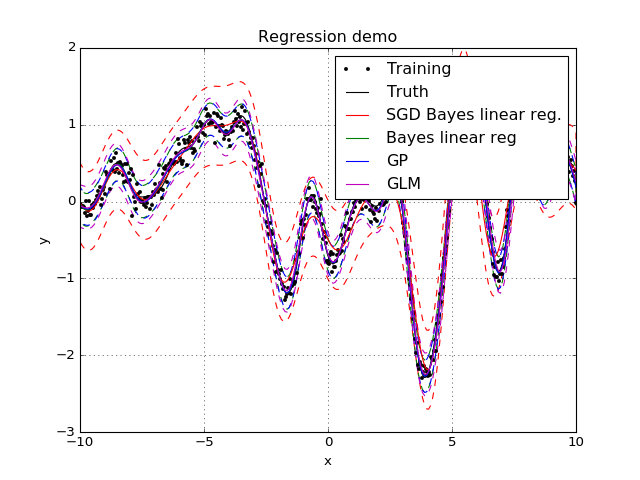 Regression demo
2
1
0
−1
−2
−3
y
Training
Truth
SGD Bayes linear reg.
Bayes linear reg
GP
GLM
−10
−5
0
5
10
x